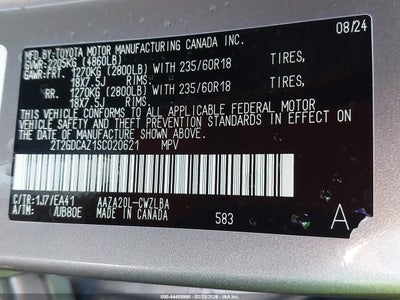 MFD. BY: TOYOTA MOTOR MANUFACTURING CANADA INC. 08/24
GVWR: 2205KG (4860LB)
GAWR: FRT. 1270KG (2800LB) WITH 235/60R18 TIRES,
18X7.5J RIMS,
RR. 1270KG (2800LB) WITH 235/60R18 TIRES,
18X7.5J RIMS,
THIS VEHICLE CONFORMS TO ALL APPLICABLE FEDERAL MOTOR
VEHICLE SAFETY AND THEFT PREVENTION STANDARDS IN EFFECT
ON THE DATE OF MANUFACTURE SHOWN ABOVE.
2T2GDCAZ1SC020621 MPV
C/TR:1J7/EA41 AAZA20L-CWZLBA
A/TM: /UB80E MADE IN CANADA 583 A